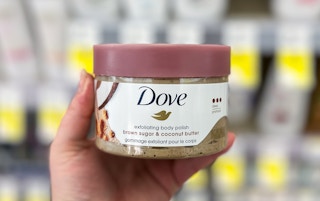 Dove
exfoliating body polish
brown sugar & coconut butter
gommage exfoliant pour le corps